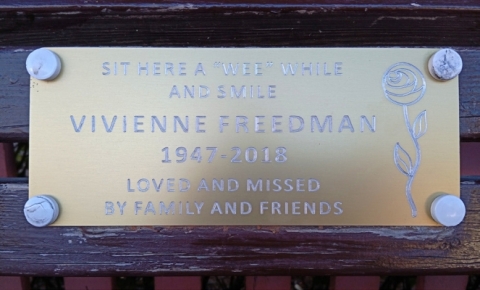 SIT HERE A "WEE" WHILE
AND SMILE
VIVIENNE FREEDMAN
1947-2018
LOVED AND MISSED
BY FAMILY AND FRIENDS